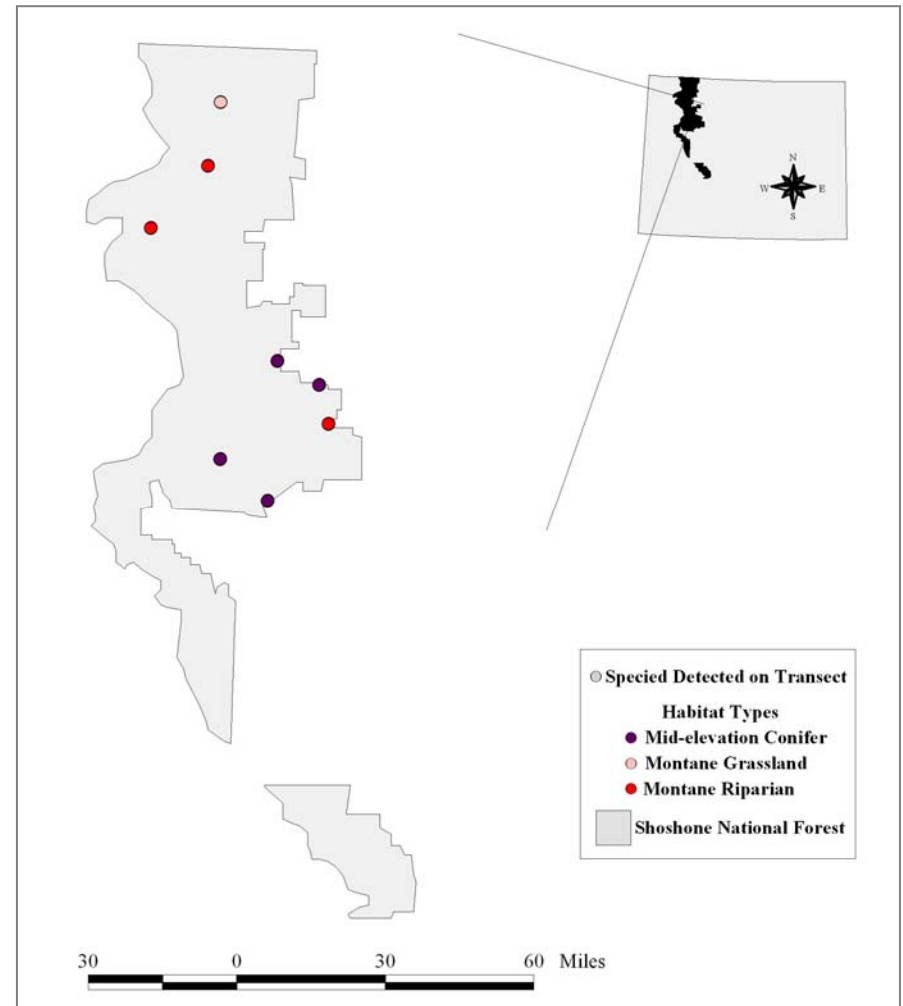 N
W E
S
Specied Detected on Transect
Habitat Types
Mid-elevation Conifer
Montane Grassland
Montane Riparian
Shoshone National Forest
30 0 30 60 Miles